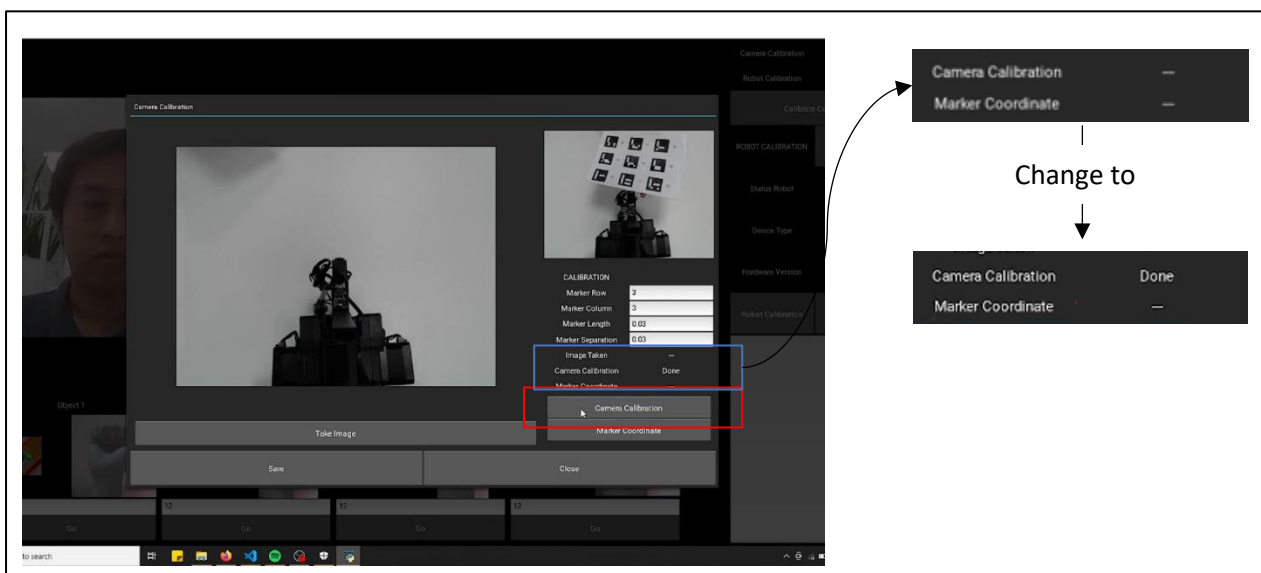 Camera Calibration
Robot Calibration
Camera Calibration
ROBOT CALIBRATION
Status Robot
Device Type
CALIBRATION
Marker Row 3
Marker Column 3
Marker Length 0.03
Marker Separation 0.03
Hardware Version
Robot Calibration
Image Taken --
Camera Calibration Done
Marker Coordinate --
Camera Calibration
Marker Coordinate
Object 1
Take Image
Save Close
12 12 12
Go Go Go Go
to search
Camera Calibration --
Marker Coordinate --
Change to
Camera Calibration Done
Marker Coordinate --